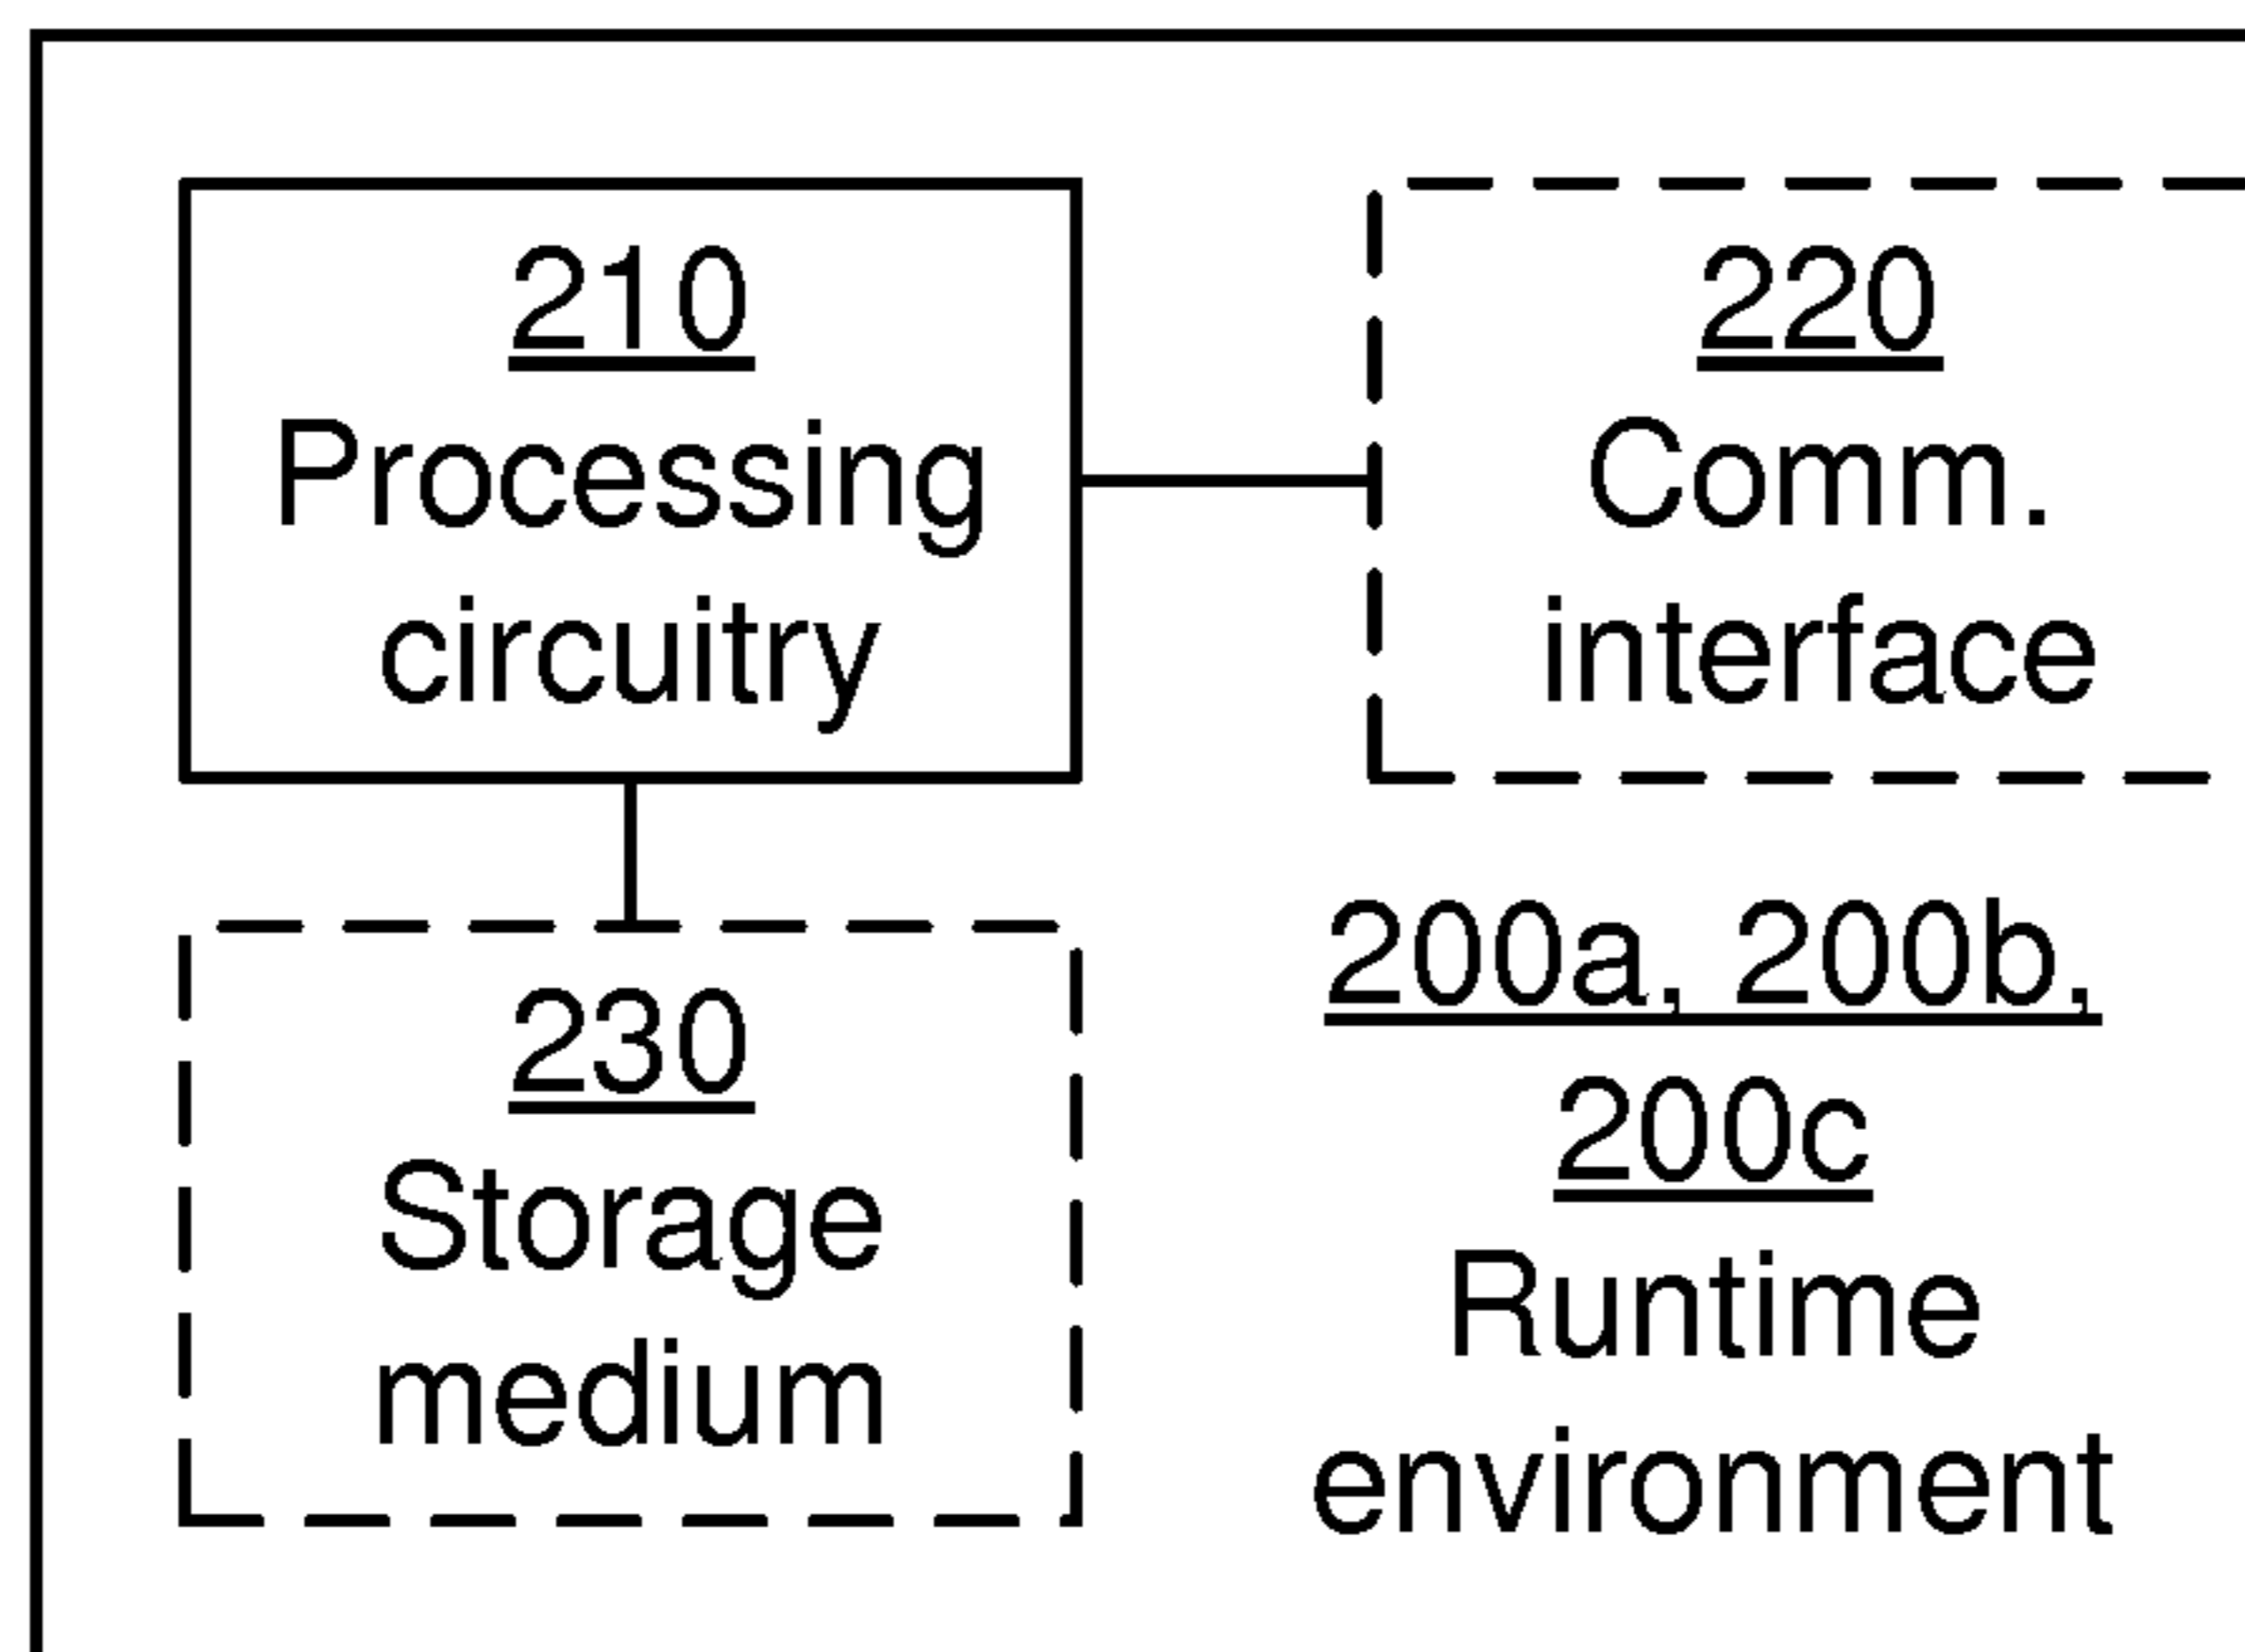 210
Processing
circuitry
220
Comm.
interface
230
Storage
medium
200a, 200b,
200c
Runtime
environment